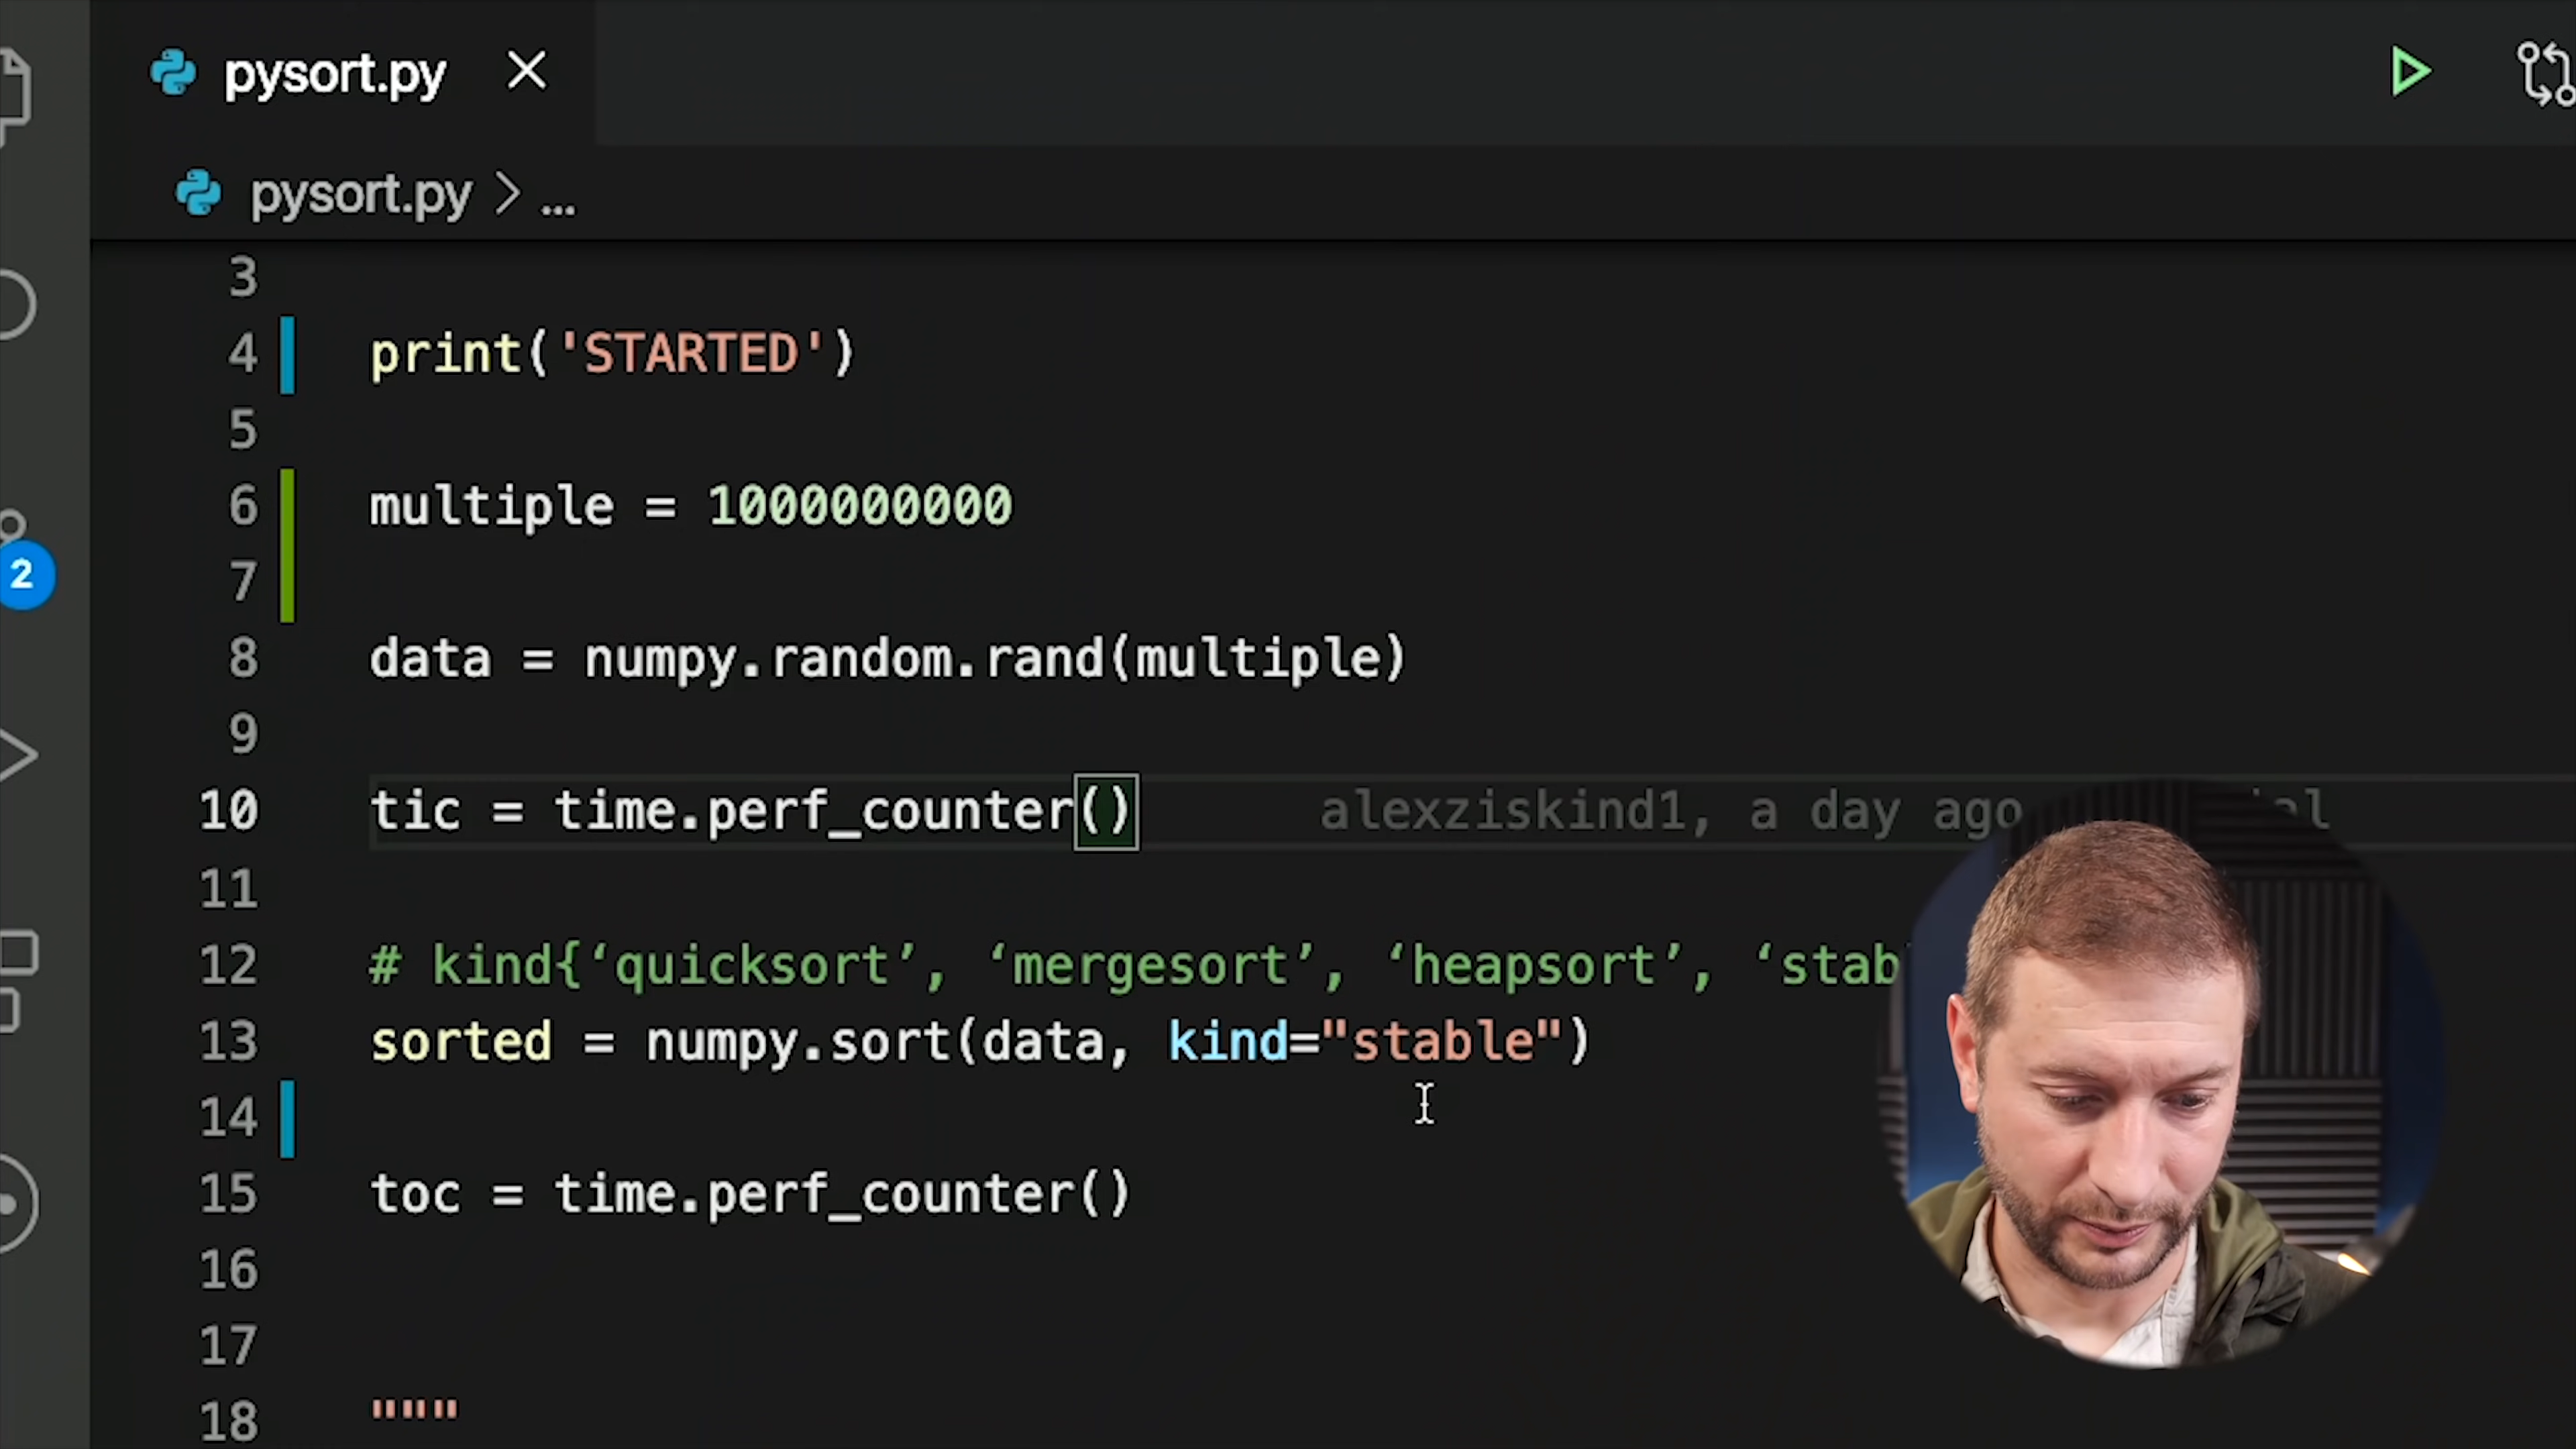 pysort.py
pysort.py > ...
3
4 print('STARTED')
5
6 multiple = 1000000000
7
8 data = numpy.random.rand(multiple)
9
10 tic = time.perf_counter() alexziskind1, a day ago
11
12 # kind{‘quicksort’, ‘mergesort’, ‘heapsort’, ‘stab
13 sorted = numpy.sort(data, kind="stable")
14
15 toc = time.perf_counter()
16
17
18 """
2